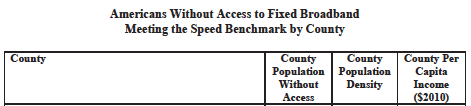 Americans Without Access to Fixed Broadband
Meeting the Speed Benchmark by County
County
County Population Without Access
County Population Density
County Per Capita Income ($2010)